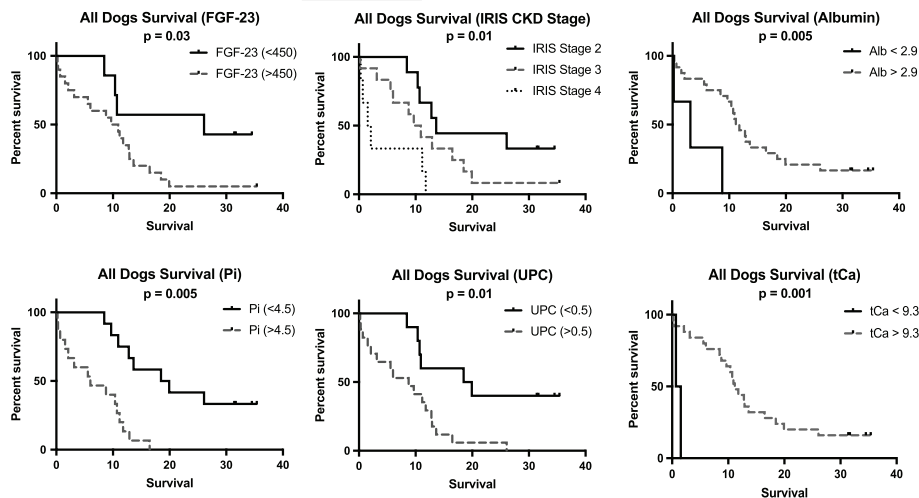 All Dogs Survival (FGF-23)
p = 0.03
FGF-23 (<450)
FGF-23 (>450)
Percent survival
100
50
0
0 10 20 30 40
Survival
All Dogs Survival (IRIS CKD Stage)
p = 0.01
IRIS Stage 2
IRIS Stage 3
IRIS Stage 4
Percent survival
100
50
0
0 10 20 30 40
Survival
All Dogs Survival (Albumin)
p = 0.005
Alb < 2.9
Alb > 2.9
Percent survival
100
50
0
0 10 20 30 40
Survival
All Dogs Survival (Pi)
p = 0.005
Pi (<4.5)
Pi (>4.5)
Percent survival
100
50
0
0 10 20 30 40
Survival
All Dogs Survival (UPC)
p = 0.01
UPC (<0.5)
UPC (>0.5)
Percent survival
100
50
0
0 10 20 30 40
Survival
All Dogs Survival (tCa)
p = 0.001
tCa < 9.3
tCa > 9.3
Percent survival
100
50
0
0 10 20 30 40
Survival